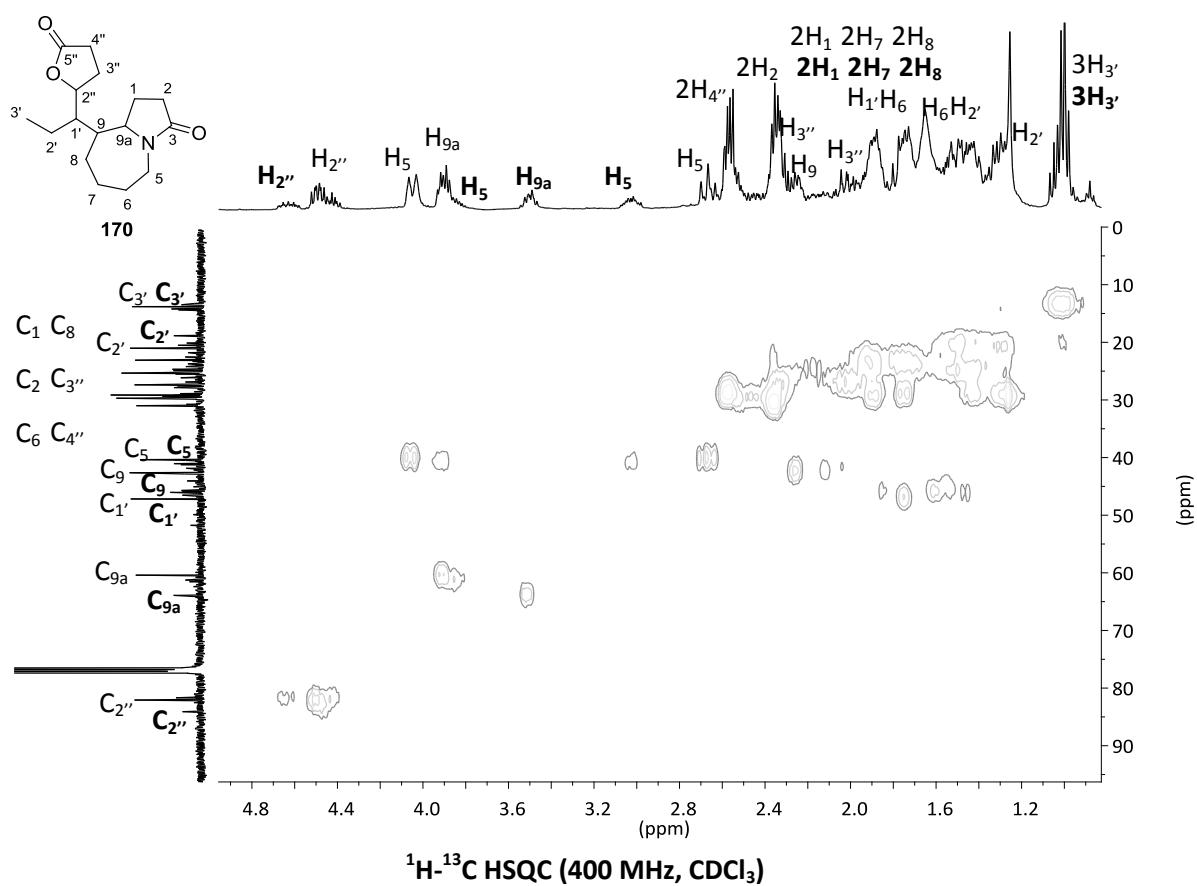 O
4''
5''
3''
O
2''
1
2
3'
1'
9
9a
N
3
O
2'
8
5
7
6
170
H₂'' H₂'' H₅ H₉ₐ H₅ H₉ₐ H₅ H₅ 2H₄'' 2H₂
2H₁ 2H₇ 2H₈
2H₁ 2H₇ 2H₈
H₁'H₆
H₃'' H₉ H₃'' H₆ H₂' H₂'
3H₃'
3H₃'
C₃' C₃'
C₁ C₈
C₂'
C₂'
C₂ C₃''
C₆ C₄''
C₅ C₅
C₉
C₉
C₁'
C₁'
C₉ₐ
C₉ₐ
C₂''
C₂''
0
10
20
30
40
50
60
70
80
90
(ppm)
4.8 4.4 4.0 3.6 3.2 2.8 2.4 2.0 1.6 1.2
(ppm)
¹H-¹³C HSQC (400 MHz, CDCl₃)